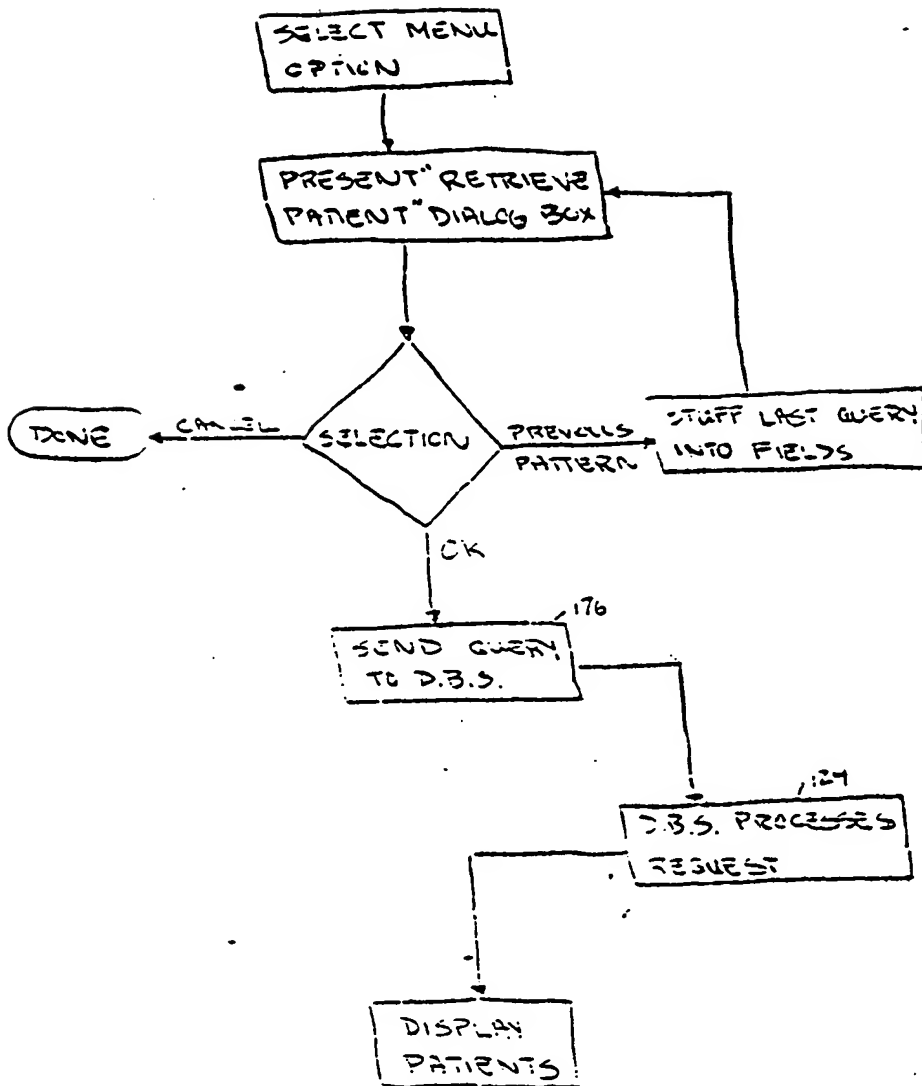 SELECT MENU
OPTION
PRESENT "RETRIEVE
PATIENT" DIALOG BOX
DONE
CANCEL
SELECTION
PREVIOUS
PATTERN
STUFF LAST QUERY
INTO FIELDS
OK
176
SEND QUERY
TO D.B.S.
124
D.B.S. PROCESSES
REQUEST
DISPLAY
PATIENTS